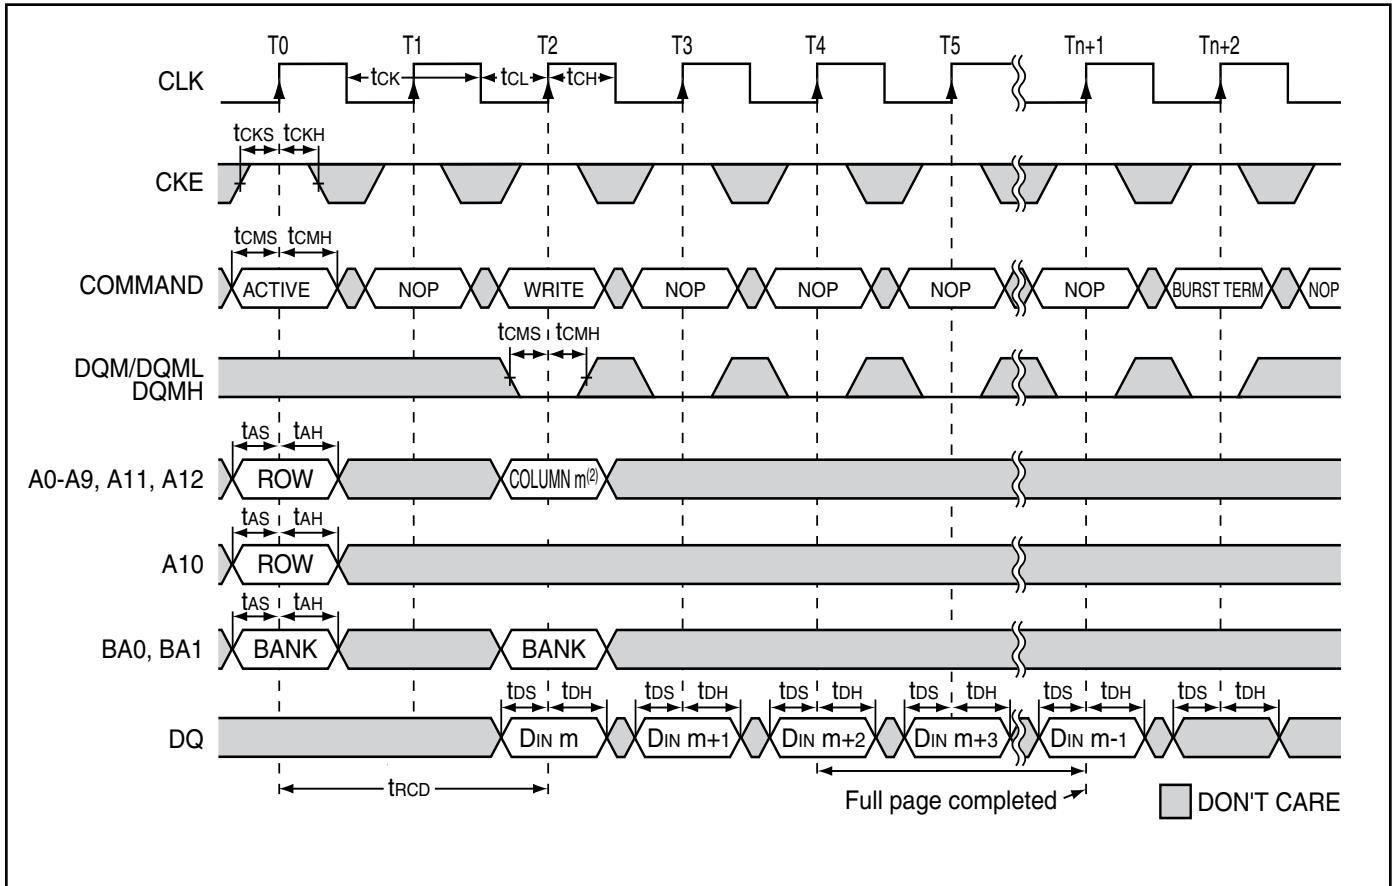 T0 T1 T2 T3 T4 T5 Tn+1 Tn+2
CLK tCK tCL tCH
tCKS tCKH
CKE
tCMS tCMH
COMMAND ACTIVE NOP WRITE NOP NOP NOP NOP BURST TERM NOP
tCMS tCMH
DQM/DQML
DQMH
tAS tAH
A0-A9, A11, A12 ROW COLUMN m(2)
tAS tAH
A10 ROW
tAS tAH
BA0, BA1 BANK BANK
tDS tDH tDS tDH tDS tDH tDS tDH tDS tDH tDS tDH
DQ DIN m DIN m+1 DIN m+2 DIN m+3 DIN m-1
tRCD
Full page completed
DON'T CARE